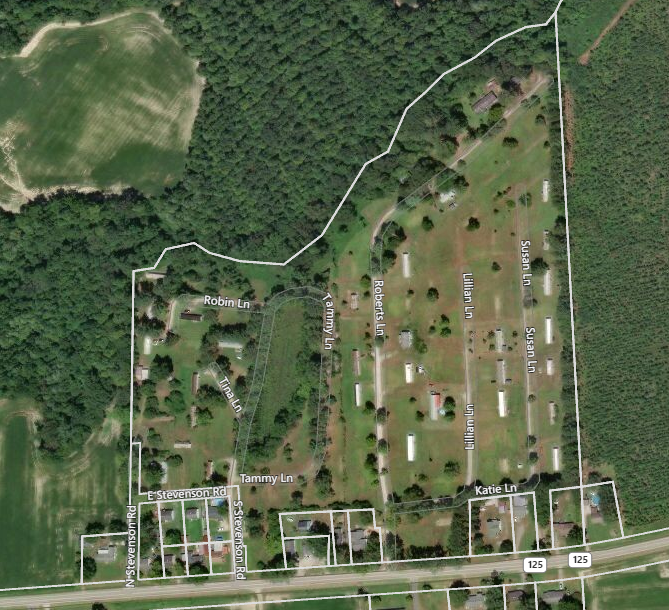 Robin Ln
Tammy Ln
Roberts Ln
Lillian Ln
Susan Ln
Susan Ln
Tina Ln
Lillian Ln
Tammy Ln
Katie Ln
E Stevenson Rd
N Stevenson Rd
S Stevenson Rd
125
125